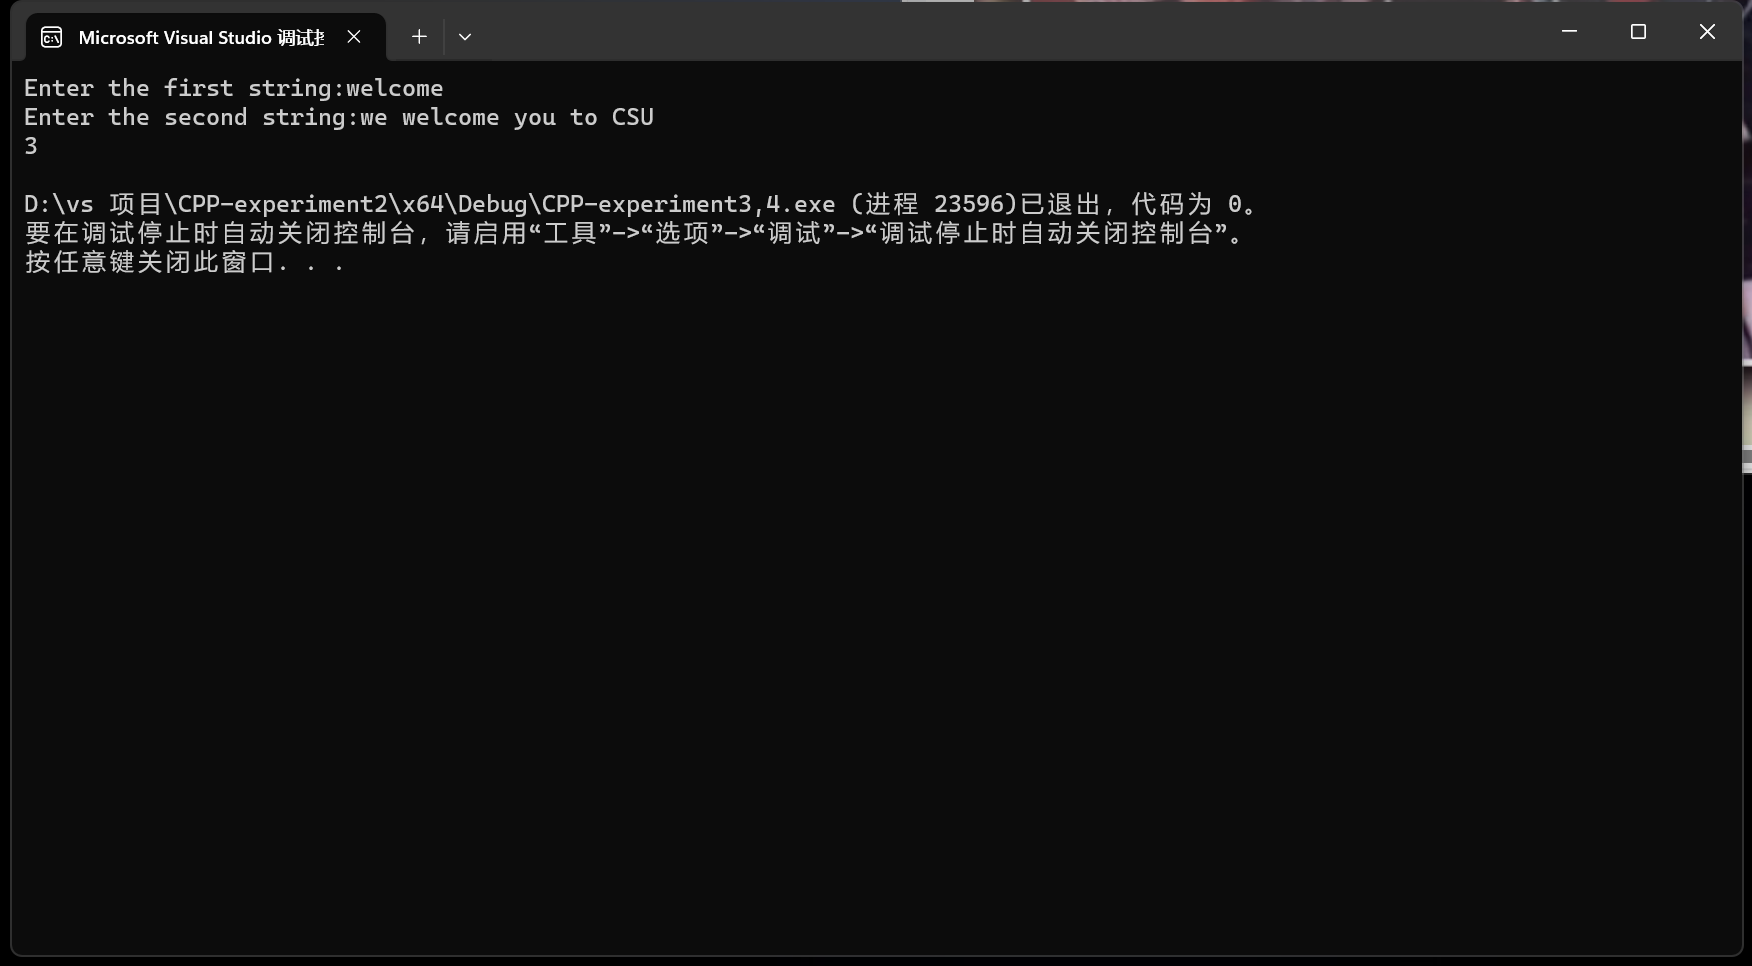 Microsoft Visual Studio 调试
Enter the first string:welcome
Enter the second string:we welcome you to CSU
3
D:\vs 项目\CPP-experiment2\x64\Debug\CPP-experiment3,4.exe (进程 23596)已退出，代码为 0。
要在调试停止时自动关闭控制台，请启用“工具”->“选项”->“调试”->“调试停止时自动关闭控制台”。
按任意键关闭此窗口. . .